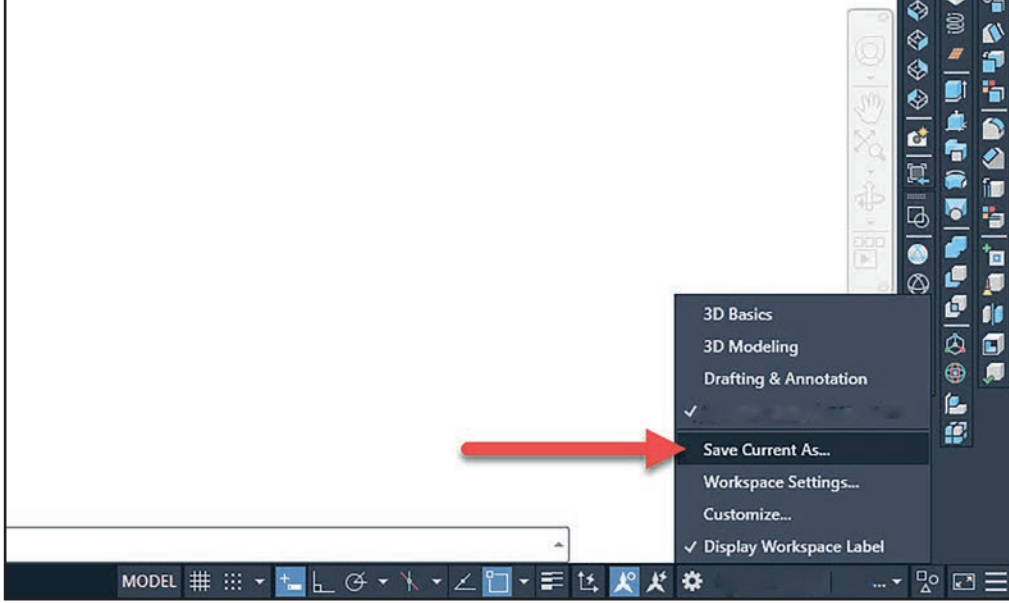 3D Basics
3D Modeling
Drafting & Annotation
Save Current As...
Workspace Settings...
Customize...
Display Workspace Label
MODEL
...